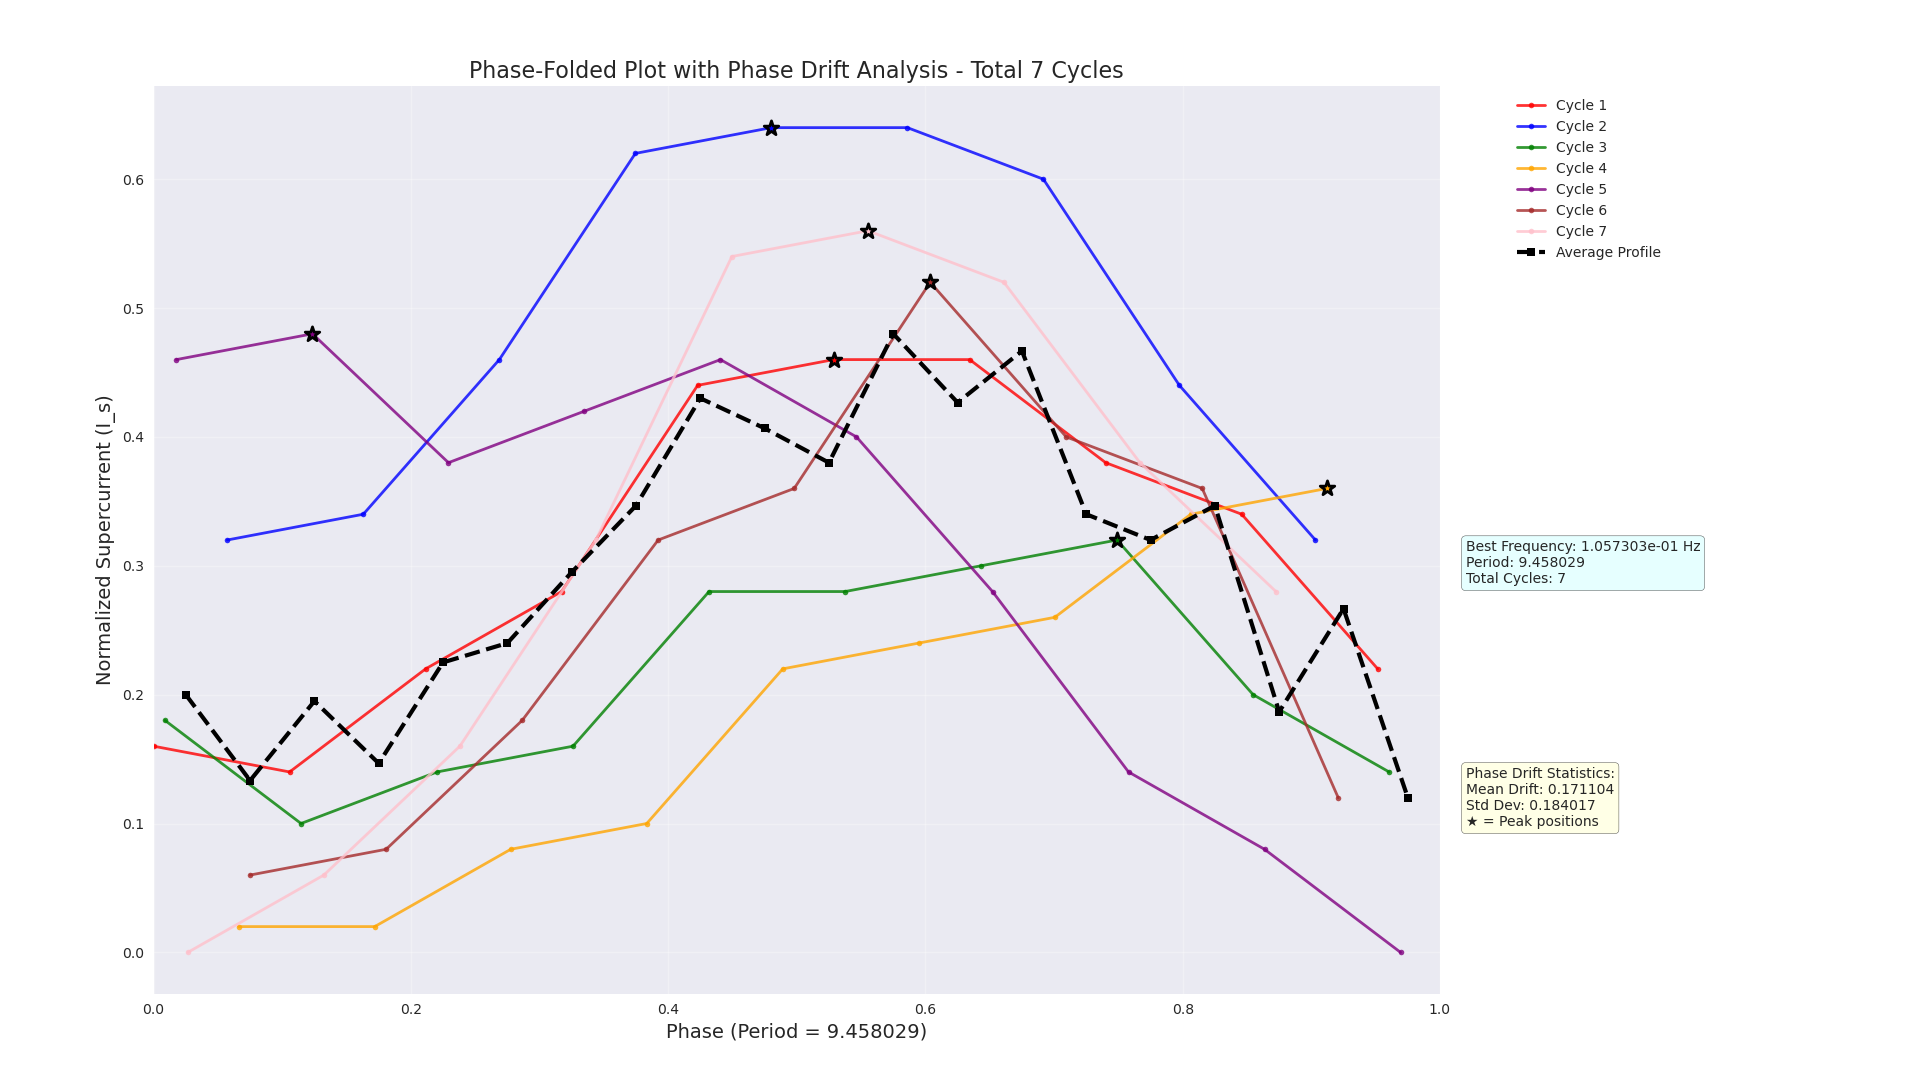 Phase-Folded Plot with Phase Drift Analysis - Total 7 Cycles
Normalized Supercurrent (I_s)
0.6
0.5
0.4
0.3
0.2
0.1
0.0
0.0 0.2 0.4 0.6 0.8 1.0
Phase (Period = 9.458029)
Cycle 1
Cycle 2
Cycle 3
Cycle 4
Cycle 5
Cycle 6
Cycle 7
Average Profile
Best Frequency: 1.057303e-01 Hz
Period: 9.458029
Total Cycles: 7
Phase Drift Statistics:
Mean Drift: 0.171104
Std Dev: 0.184017
★ = Peak positions